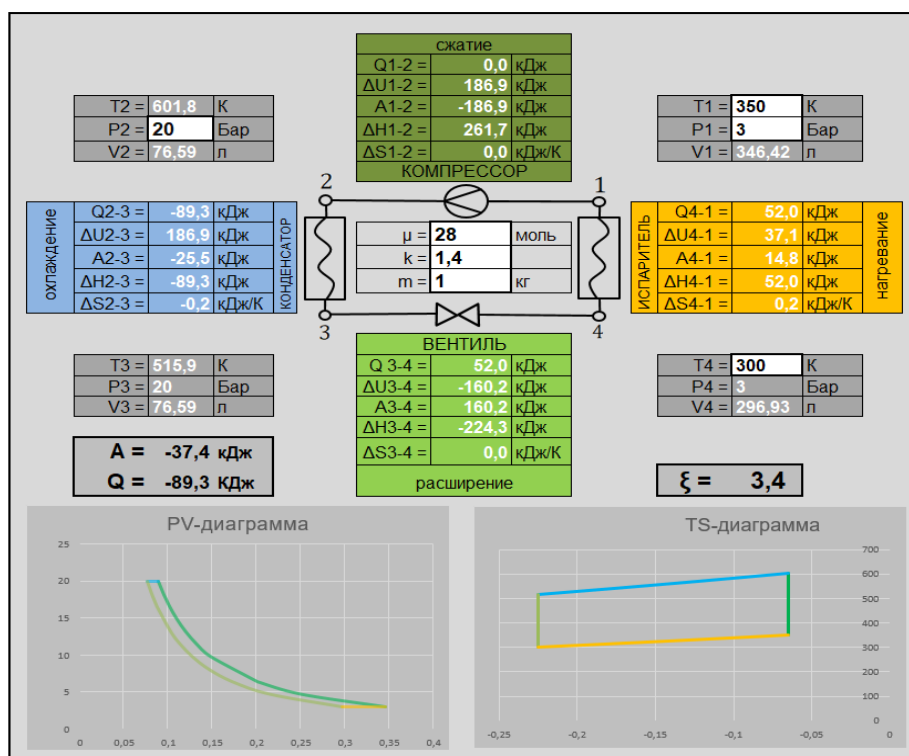 сжатие
Q1-2 = 0,0 кДж
ΔU1-2 = 186,9 кДж
A1-2 = -186,9 кДж
ΔH1-2 = 261,7 кДж
ΔS1-2 = 0,0 кДж/К
КОМПРЕССОР
T2 = 601,8 К
P2 = 20 Бар
V2 = 76,59 л
T1 = 350 К
P1 = 3 Бар
V1 = 346,42 л
2
1
охлаждение
Q2-3 = -89,3 кДж
ΔU2-3 = 186,9 кДж
A2-3 = -25,5 кДж
ΔH2-3 = -89,3 кДж
ΔS2-3 = -0,2 кДж/К
КОНДЕНСАТОР
μ = 28 моль
k = 1,4
m = 1 кг
ИСПАРИТЕЛЬ
Q4-1 = 52,0 кДж
ΔU4-1 = 37,1 кДж
A4-1 = 14,8 кДж
ΔH4-1 = 52,0 кДж
ΔS4-1 = 0,2 кДж/К
нагревание
3
4
ВЕНТИЛЬ
Q 3-4 = 52,0 кДж
ΔU3-4 = -160,2 кДж
A3-4 = 160,2 кДж
ΔH3-4 = -224,3 кДж
ΔS3-4 = 0,0 кДж/К
расширение
T3 = 515,9 К
P3 = 20 Бар
V3 = 76,59 л
T4 = 300 К
P4 = 3 Бар
V4 = 296,93 л
A = -37,4 кДж
Q = -89,3 КДж
ξ = 3,4
PV-диаграмма
25
20
15
10
5
0
0 0,05 0,1 0,15 0,2 0,25 0,3 0,35 0,4
TS-диаграмма
700
600
500
400
300
200
100
0
-0,25 -0,2 -0,15 -0,1 -0,05 0